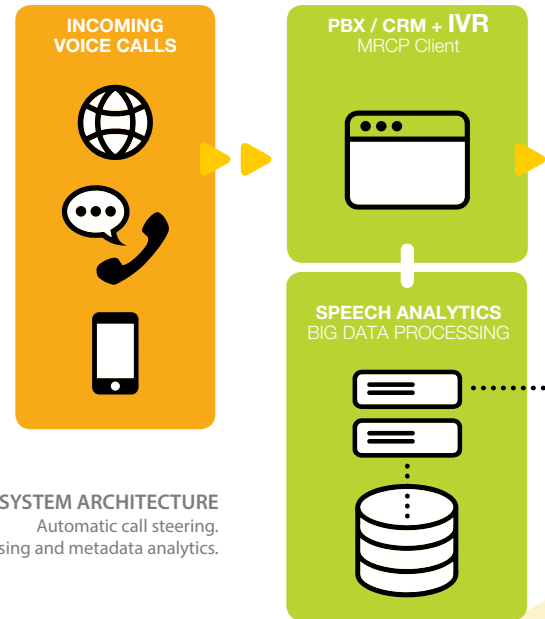 INCOMING
VOICE CALLS
PBX / CRM + IVR
MRCP Client
SPEECH ANALYTICS
BIG DATA PROCESSING
SYSTEM ARCHITECTURE
Automatic call steering.
and metadata analytics.